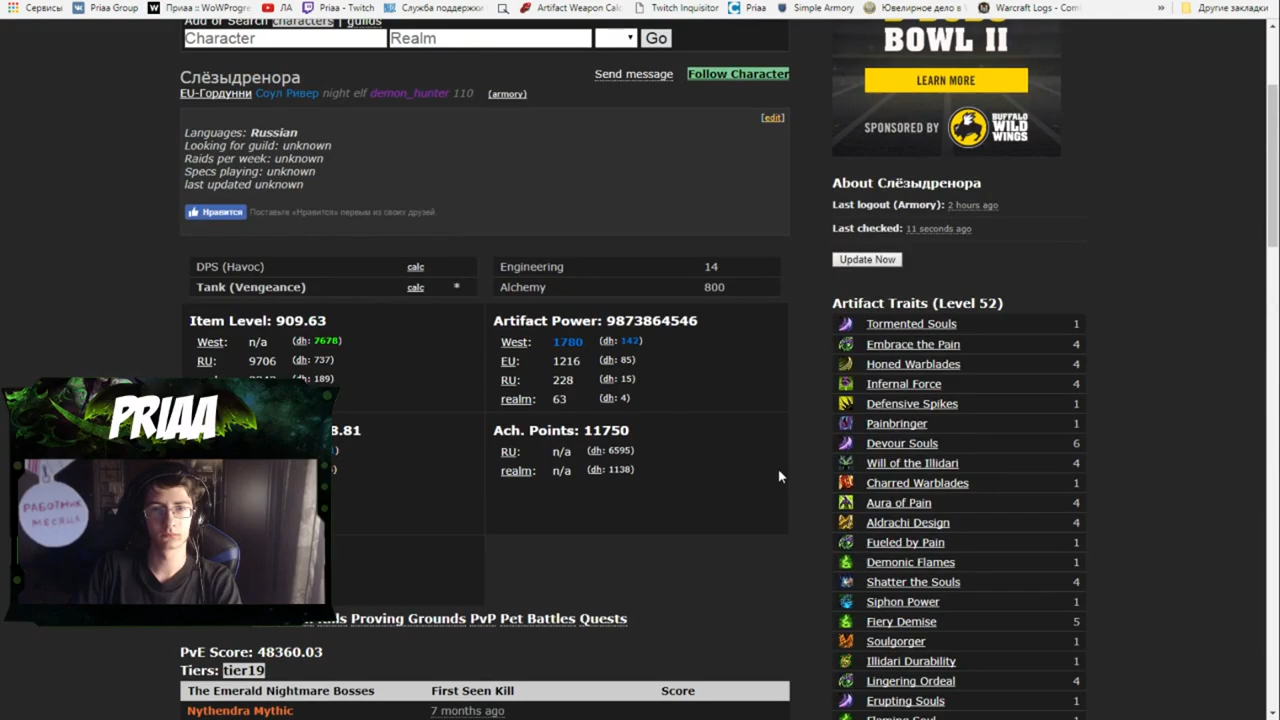 Сервисы Priaa Group Приаа :: WoWProgre ЛА Priaa - Twitch Служба поддержки Artifact Weapon Calc Twitch Inquisitor Priaa Simple Armory Ювелирное дело в Warcraft Logs - Com » Другие закладки
Add or Search characters | guilds
Character Realm Go
Слёзыдренора Send message Follow Character
EU-Гордунни Соул Ривер night elf demon_hunter 110 (armory)
[edit]
Languages: Russian
Looking for guild: unknown
Raids per week: unknown
Specs playing: unknown
last updated unknown
Нравится Поставьте «Нравится» первым из своих друзей.
DPS (Havoc) calc Engineering 14
Tank (Vengeance) calc * Alchemy 800
Item Level: 909.63 Artifact Power: 9873864546
West: n/a (dh: 7678) West: 1780 (dh: 142)
RU: 9706 (dh: 737) EU: 1216 (dh: 85)
(dh: 189) RU: 228 (dh: 15)
realm: 63 (dh: 4)
8.81 Ach. Points: 11750
RU: n/a (dh: 6595)
realm: n/a (dh: 1138)
Proving Grounds PvP Pet Battles Quests
PvE Score: 48360.03
Tiers: tier19
The Emerald Nightmare Bosses First Seen Kill Score
Nythendra Mythic 7 months ago
BOWL II
LEARN MORE
SPONSORED BY BUFFALO WILD WINGS
About Слёзыдренора
Last logout (Armory): 2 hours ago
Last checked: 11 seconds ago
Update Now
Artifact Traits (Level 52)
Tormented Souls 1
Embrace the Pain 4
Honed Warblades 4
Infernal Force 4
Defensive Spikes 1
Painbringer 1
Devour Souls 6
Will of the Illidari 4
Charred Warblades 1
Aura of Pain 4
Aldrachi Design 4
Fueled by Pain 1
Demonic Flames 1
Shatter the Souls 4
Siphon Power 1
Fiery Demise 5
Soulgorger 1
Illidari Durability 1
Lingering Ordeal 4
Erupting Souls 1
PRIAA
РАБОТНИК
МЕСЯЦА